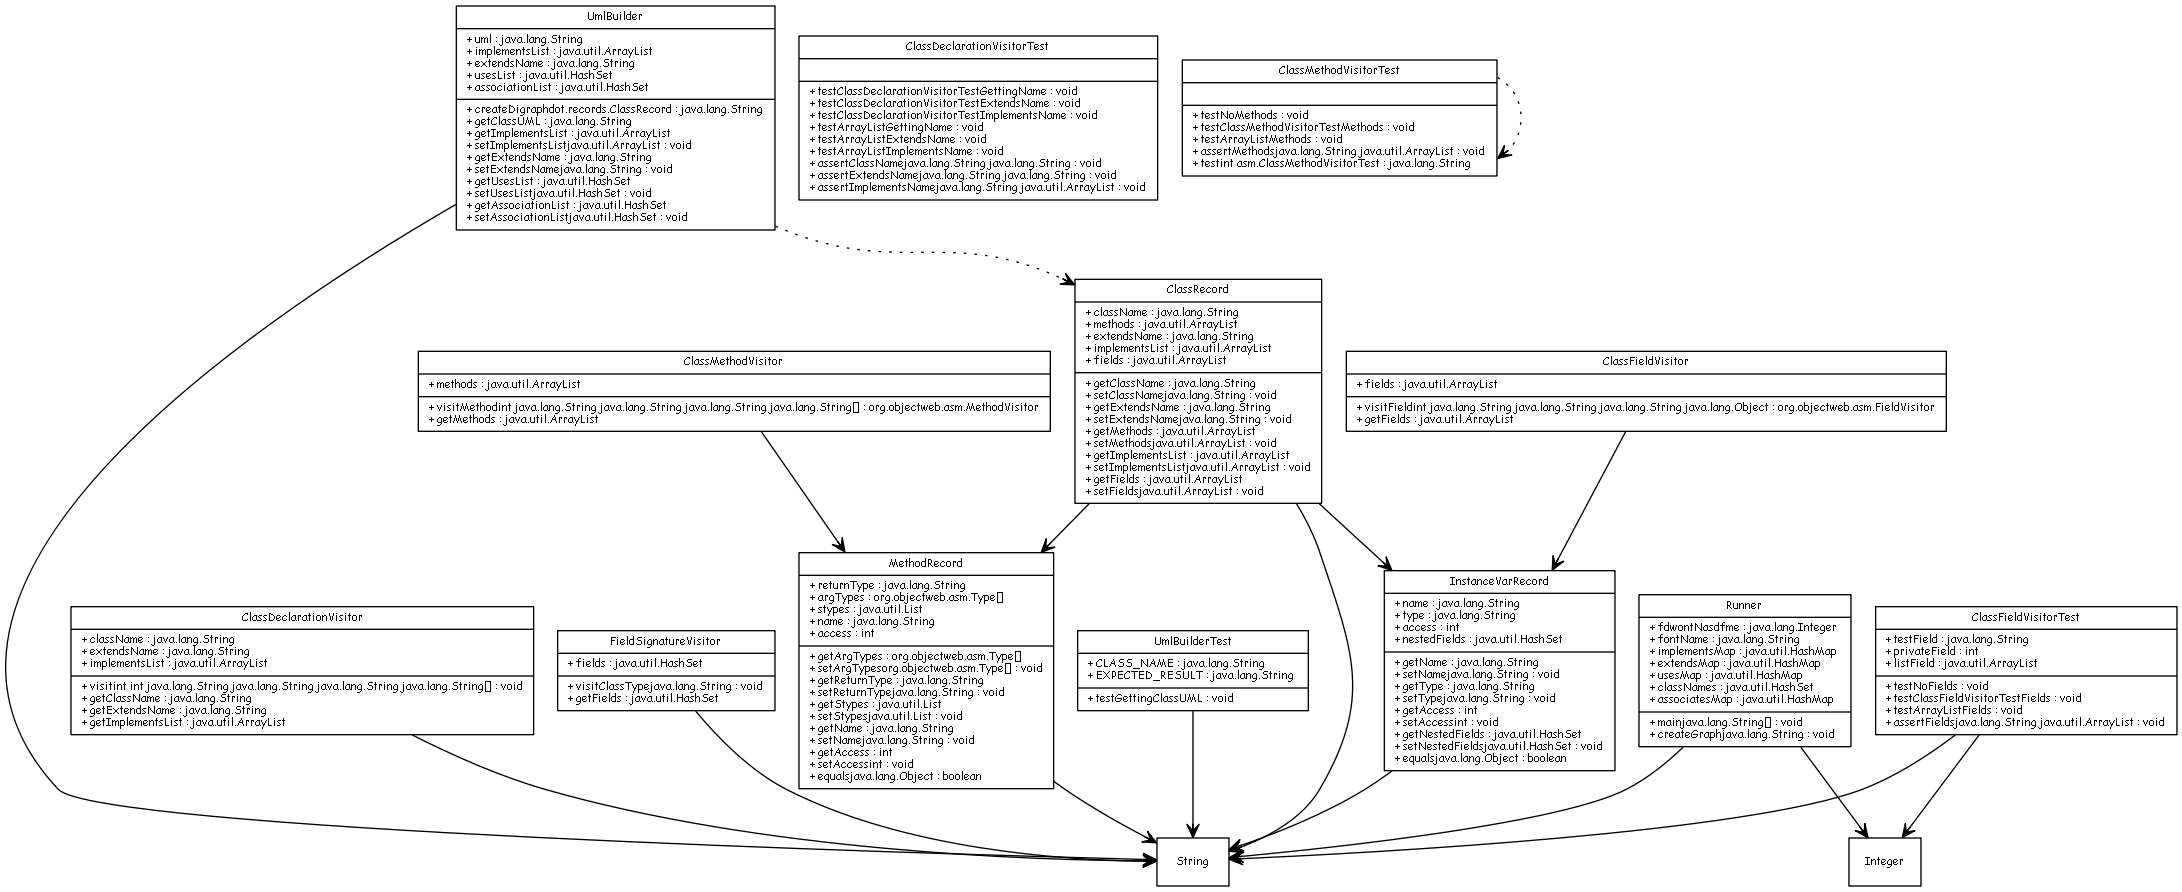 UmlBuilder
+ uml : java.lang.String
+ implementsList : java.util.ArrayList
+ extendsName : java.lang.String
+ usesList : java.util.HashSet
+ associationList : java.util.HashSet
+ createDigraphdot.records.ClassRecord : java.lang.String
+ getClassUML : java.lang.String
+ getImplementsList : java.util.ArrayList
+ setImplementsListjava.util.ArrayList : void
+ getExtendsName : java.lang.String
+ setExtendsNamejava.lang.String : void
+ getUsesList : java.util.HashSet
+ setUsesListjava.util.HashSet : void
+ getAssociationList : java.util.HashSet
+ setAssociationListjava.util.HashSet : void
ClassDeclarationVisitorTest
+ testClassDeclarationVisitorTestGettingName : void
+ testClassDeclarationVisitorTestExtendsName : void
+ testClassDeclarationVisitorTestImplementsName : void
+ testArrayListGettingName : void
+ testArrayListExtendsName : void
+ testArrayListImplementsName : void
+ assertClassNamejava.lang.String java.lang.String : void
+ assertExtendsNamejava.lang.String java.lang.String : void
+ assertImplementsNamejava.lang.String java.util.ArrayList : void
ClassMethodVisitorTest
+ testNoMethods : void
+ testClassMethodVisitorTestMethods : void
+ testArrayListMethods : void
+ assertMethodsjava.lang.String java.util.ArrayList : void
+ testint asm.ClassMethodVisitorTest : java.lang.String
ClassRecord
+ className : java.lang.String
+ methods : java.util.ArrayList
+ extendsName : java.lang.String
+ implementsList : java.util.ArrayList
+ fields : java.util.ArrayList
+ getClassName : java.lang.String
+ setClassNamejava.lang.String : void
+ getExtendsName : java.lang.String
+ setExtendsNamejava.lang.String : void
+ getMethods : java.util.ArrayList
+ setMethodsjava.util.ArrayList : void
+ getImplementsList : java.util.ArrayList
+ setImplementsListjava.util.ArrayList : void
+ getFields : java.util.ArrayList
+ setFieldsjava.util.ArrayList : void
ClassMethodVisitor
+ methods : java.util.ArrayList
+ visitMethodint java.lang.String java.lang.String java.lang.String java.lang.String[] : org.objectweb.asm.MethodVisitor
+ getMethods : java.util.ArrayList
ClassFieldVisitor
+ fields : java.util.ArrayList
+ visitFieldint java.lang.String java.lang.String java.lang.String java.lang.Object : org.objectweb.asm.FieldVisitor
+ getFields : java.util.ArrayList
ClassDeclarationVisitor
+ className : java.lang.String
+ extendsName : java.lang.String
+ implementsList : java.util.ArrayList
+ visitint int java.lang.String java.lang.String java.lang.String java.lang.String[] : void
+ getClassName : java.lang.String
+ getExtendsName : java.lang.String
+ getImplementsList : java.util.ArrayList
FieldSignatureVisitor
+ fields : java.util.HashSet
+ visitClassTypejava.lang.String : void
+ getFields : java.util.HashSet
MethodRecord
+ returnType : java.lang.String
+ argTypes : org.objectweb.asm.Type[]
+ stypes : java.util.List
+ name : java.lang.String
+ access : int
+ getArgTypes : org.objectweb.asm.Type[]
+ setArgTypesorg.objectweb.asm.Type[] : void
+ getReturnType : java.lang.String
+ setReturnTypejava.lang.String : void
+ getStypes : java.util.List
+ setStypesjava.util.List : void
+ getName : java.lang.String
+ setNamejava.lang.String : void
+ getAccess : int
+ setAccessint : void
+ equalsjava.lang.Object : boolean
UmlBuilderTest
+ CLASS_NAME : java.lang.String
+ EXPECTED_RESULT : java.lang.String
+ testGettingClassUML : void
InstanceVarRecord
+ name : java.lang.String
+ type : java.lang.String
+ access : int
+ nestedFields : java.util.HashSet
+ getName : java.lang.String
+ setNamejava.lang.String : void
+ getType : java.lang.String
+ setTypejava.lang.String : void
+ getAccess : int
+ setAccessint : void
+ getNestedFields : java.util.HashSet
+ setNestedFieldsjava.util.HashSet : void
+ equalsjava.lang.Object : boolean
Runner
+ fdwontNasdfme : java.lang.Integer
+ fontName : java.lang.String
+ implementsMap : java.util.HashMap
+ extendsMap : java.util.HashMap
+ usesMap : java.util.HashMap
+ classNames : java.util.HashSet
+ associatesMap : java.util.HashMap
+ mainjava.lang.String[] : void
+ createGraphjava.lang.String : void
ClassFieldVisitorTest
+ testField : java.lang.String
+ privateField : int
+ listField : java.util.ArrayList
+ testNoFields : void
+ testClassFieldVisitorTestFields : void
+ testArrayListFields : void
+ assertFieldsjava.lang.String java.util.ArrayList : void
String
Integer